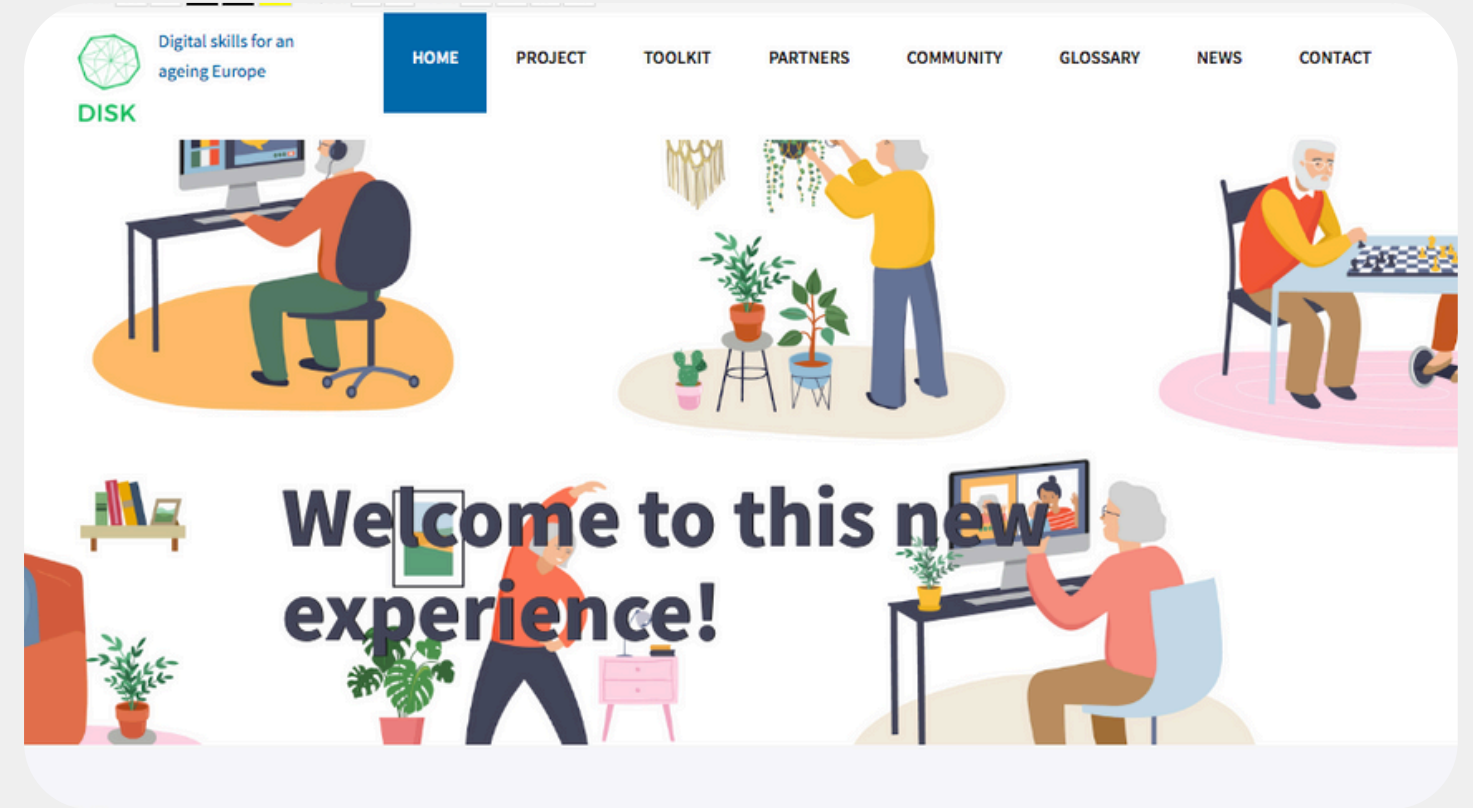 Digital skills for an
ageing Europe
DISK
HOME PROJECT TOOLKIT PARTNERS COMMUNITY GLOSSARY NEWS CONTACT
Welcome to this new
experience!